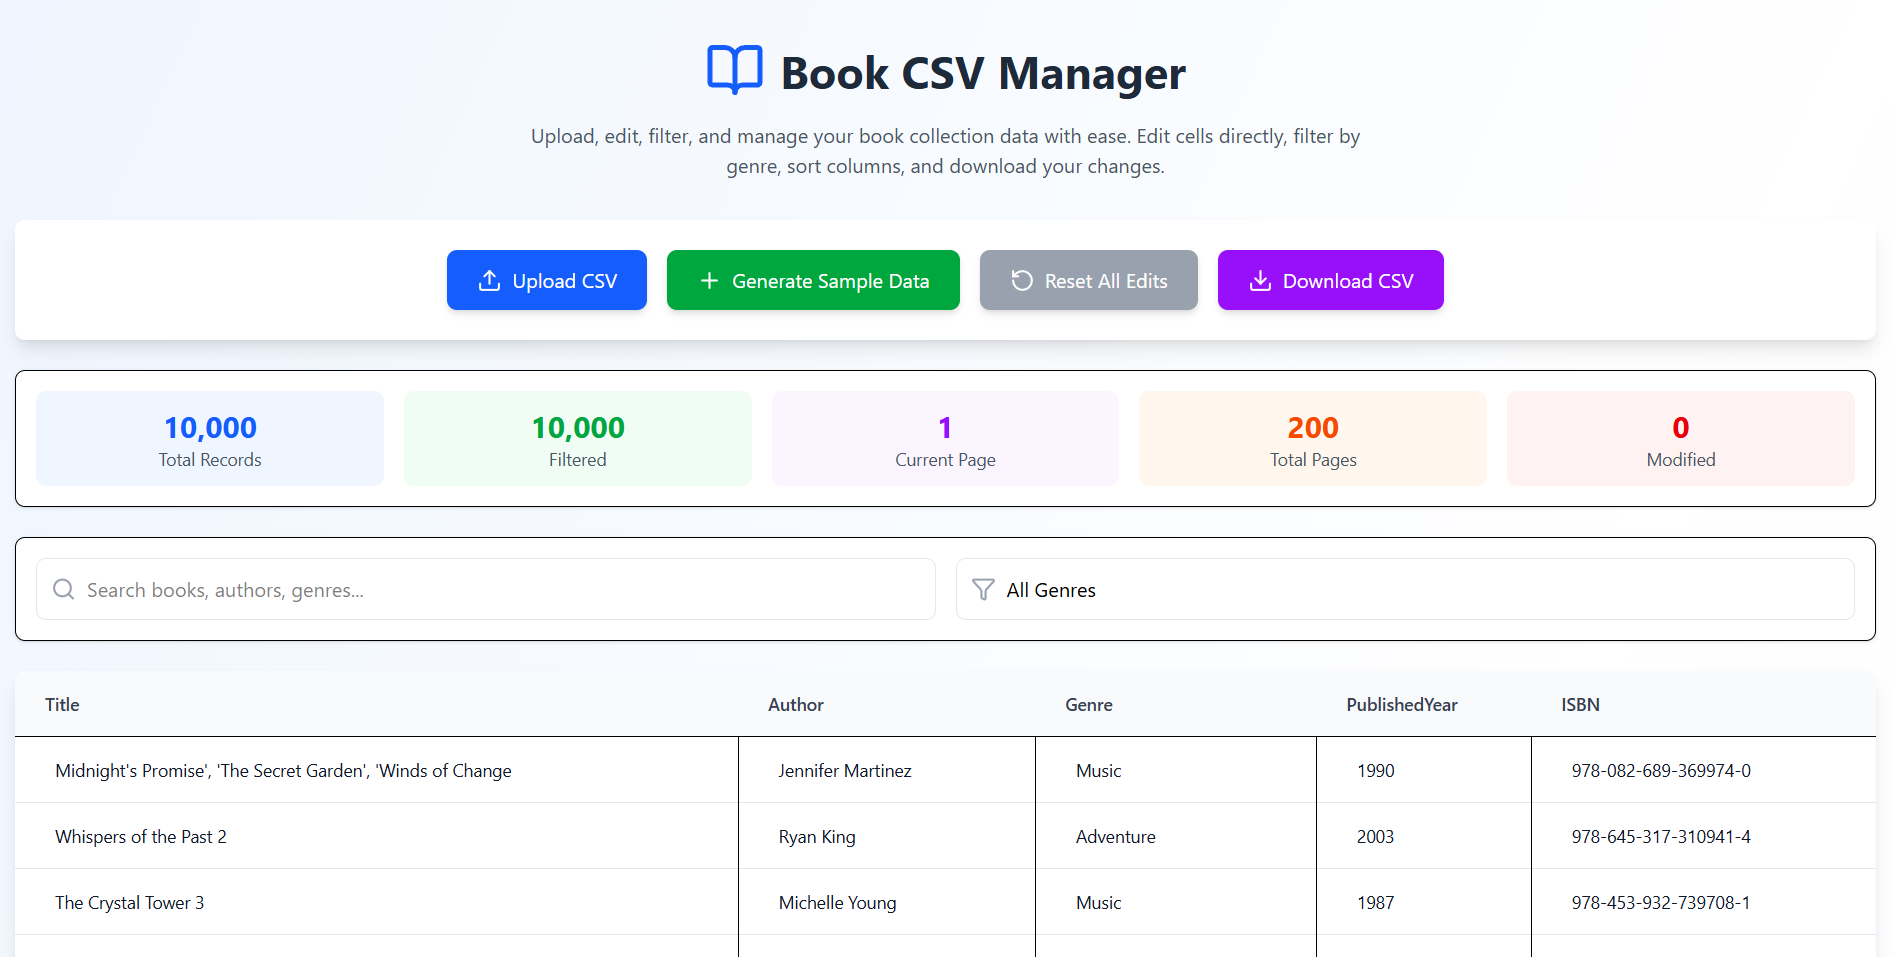 Book CSV Manager
Upload, edit, filter, and manage your book collection data with ease. Edit cells directly, filter by
genre, sort columns, and download your changes.
Upload CSV
Generate Sample Data
Reset All Edits
Download CSV
10,000
Total Records
10,000
Filtered
1
Current Page
200
Total Pages
0
Modified
Search books, authors, genres...
All Genres
Title Author Genre PublishedYear ISBN
Midnight's Promise', 'The Secret Garden', 'Winds of Change Jennifer Martinez Music 1990 978-082-689-369974-0
Whispers of the Past 2 Ryan King Adventure 2003 978-645-317-310941-4
The Crystal Tower 3 Michelle Young Music 1987 978-453-932-739708-1